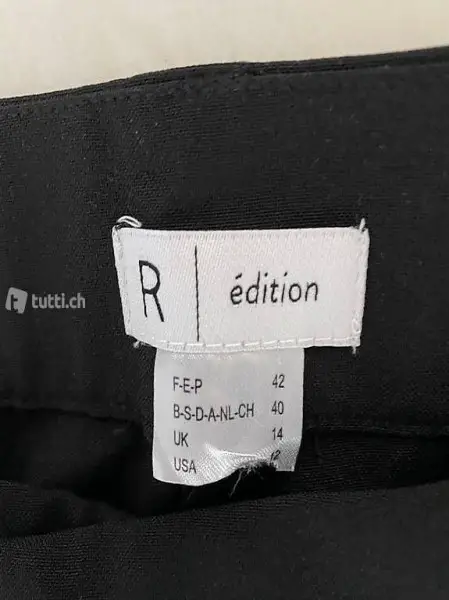 R édition
tutti.ch
F-E-P 42
B-S-D-A-NL-CH 40
UK 14
USA